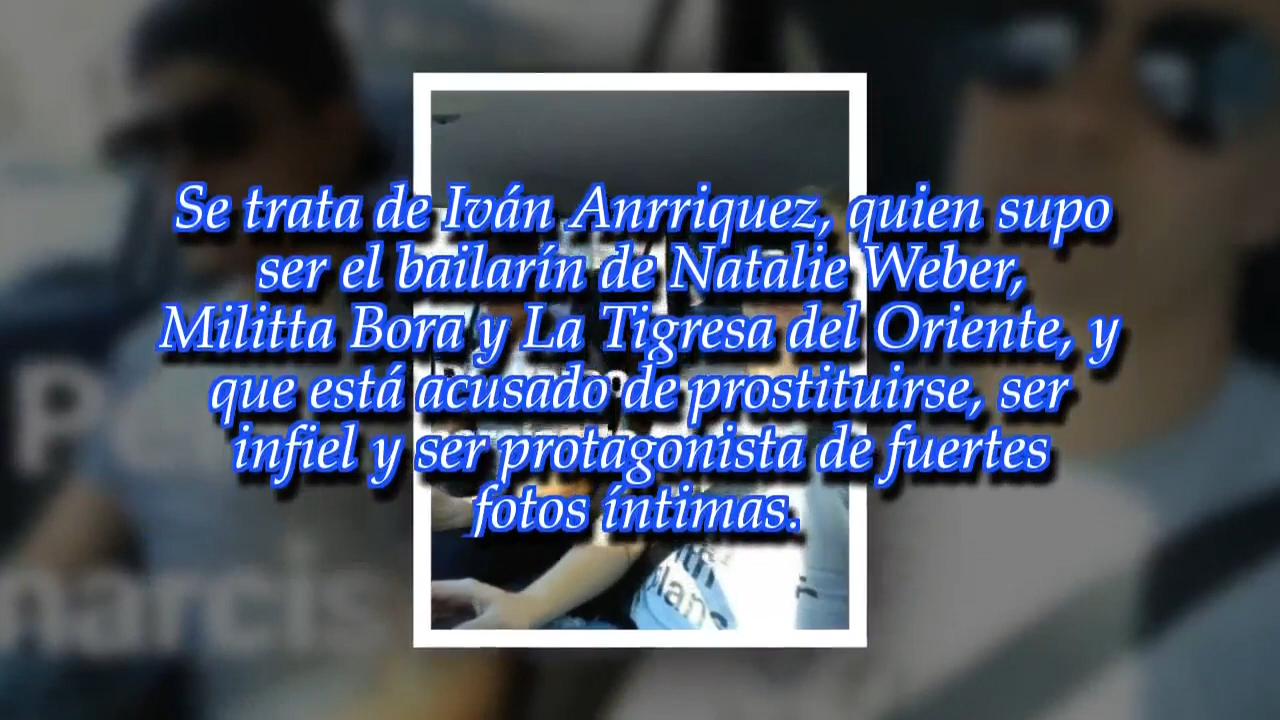 Se trata de Iván Anrriquez, quien supo
ser el bailarín de Natalie Weber,
Militta Bora y La Tigresa del Oriente, y
que está acusado de prostituirse, ser
infiel y ser protagonista de fuertes
fotos íntimas.